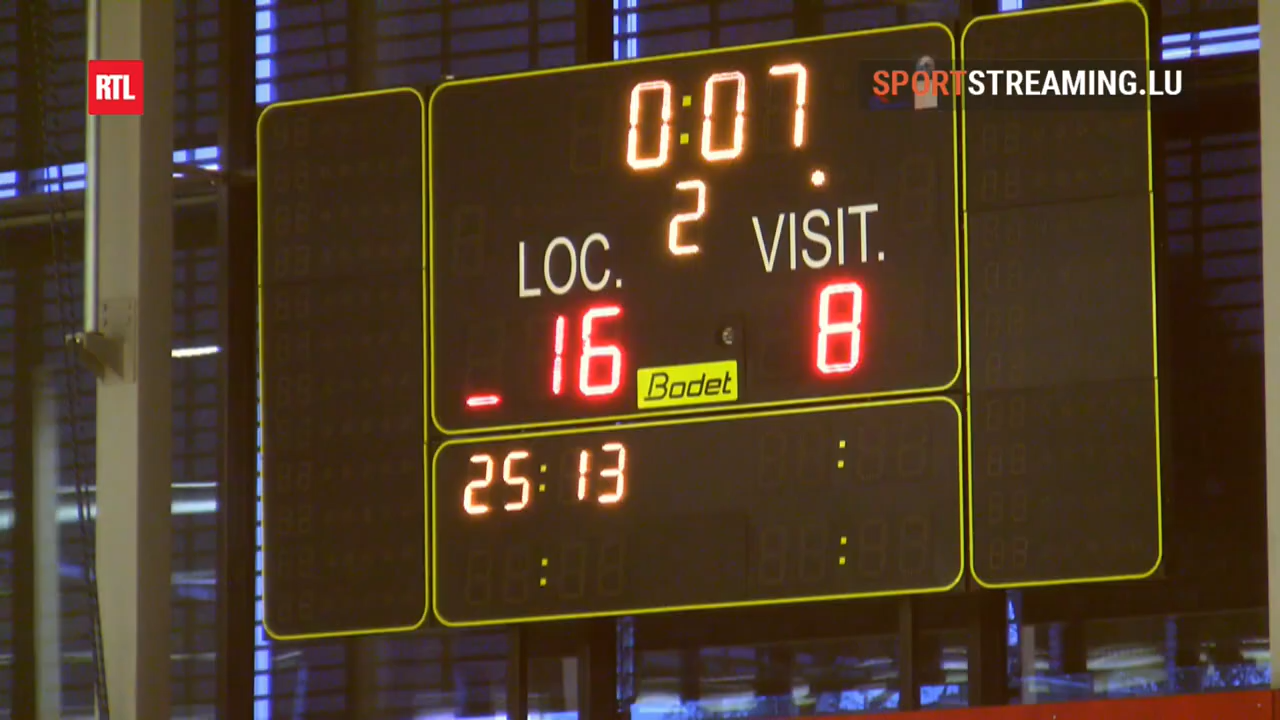 RTL
SPORTSTREAMING.LU
0:07
2
LOC. VISIT.
16 8
Bodet
25:13